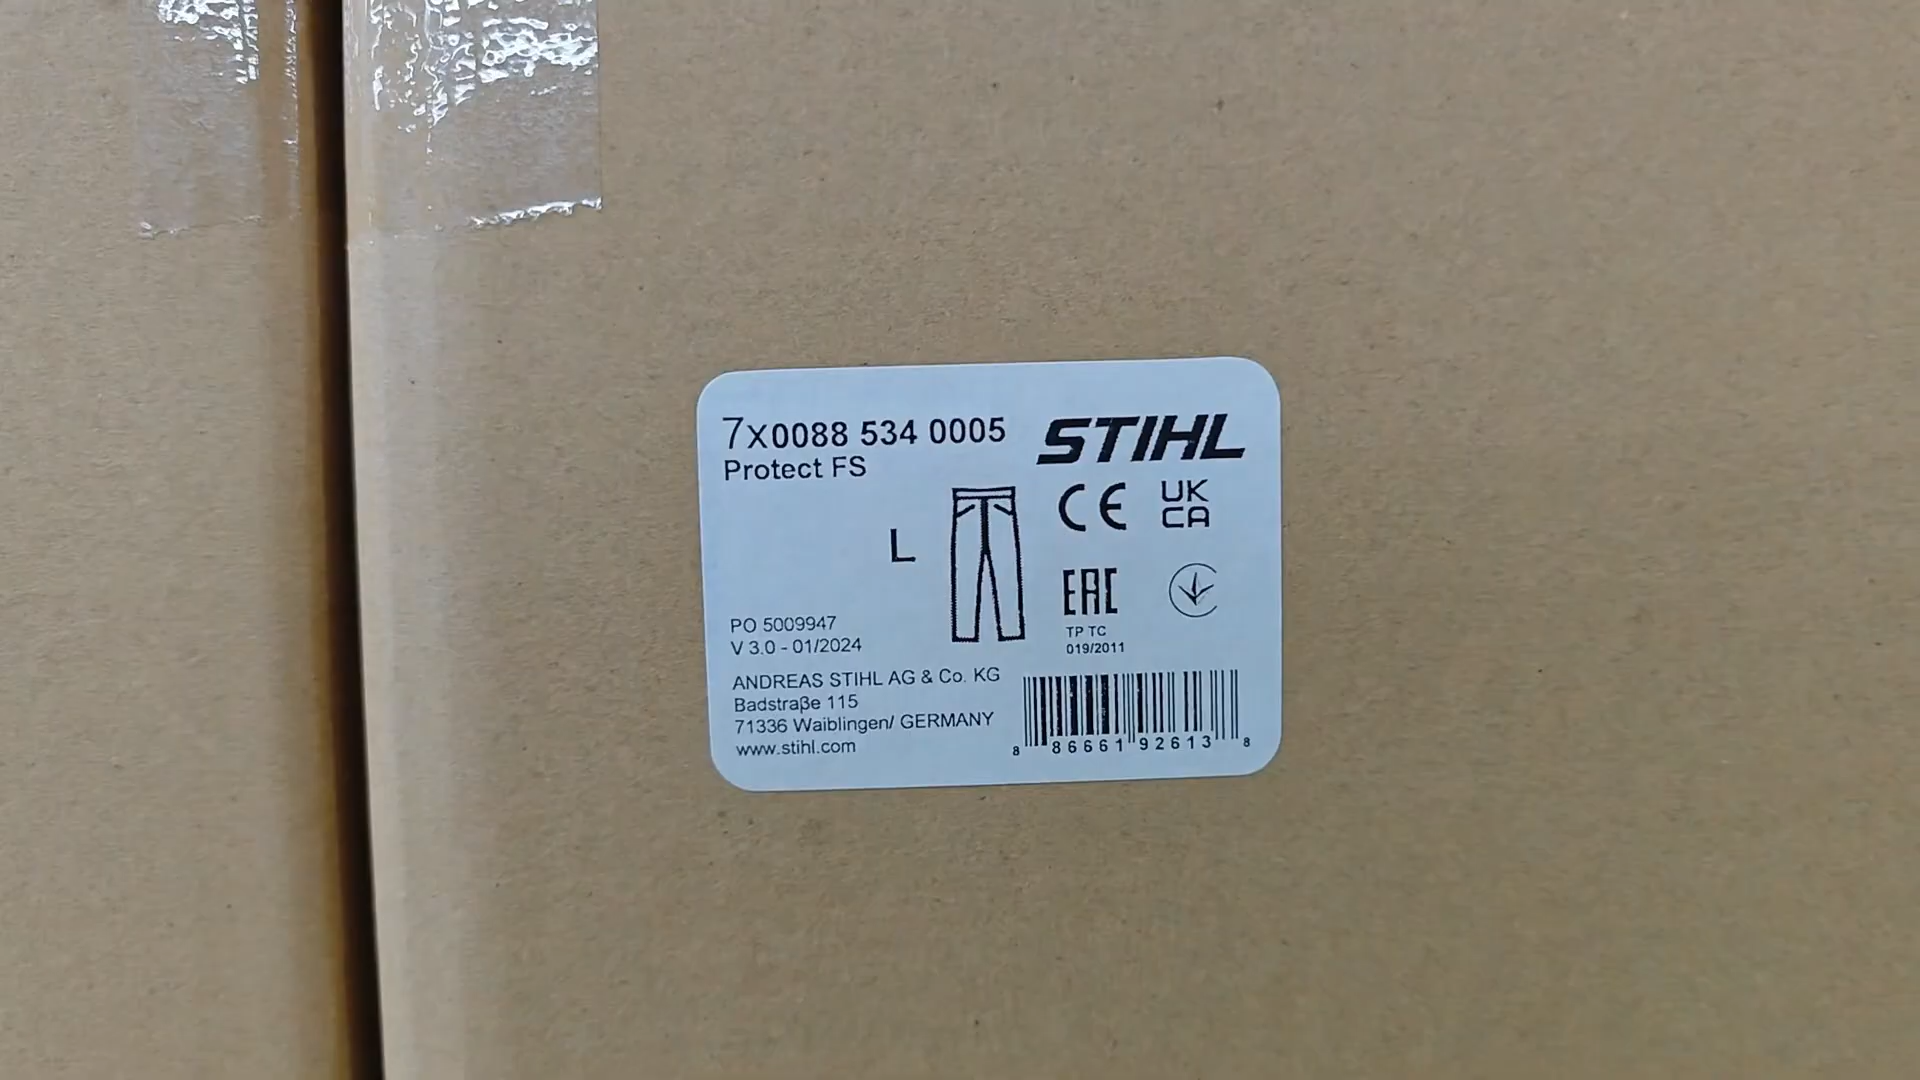 7x0088 534 0005
STIHL
Protect FS
CE
UK
CA
L
EAC
TP TC
019/2011
PO 5009947
V 3.0 - 01/2024
ANDREAS STIHL AG & Co. KG
Badstraße 115
71336 Waiblingen/ GERMANY
www.stihl.com
8 86661 92613 8